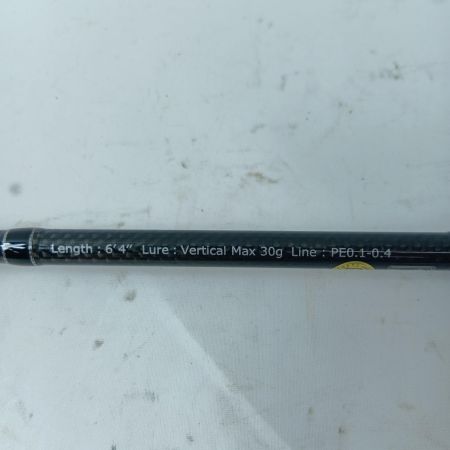 Length : 6'4" Lure : Vertical Max 30g Line : PE0.1-0.4